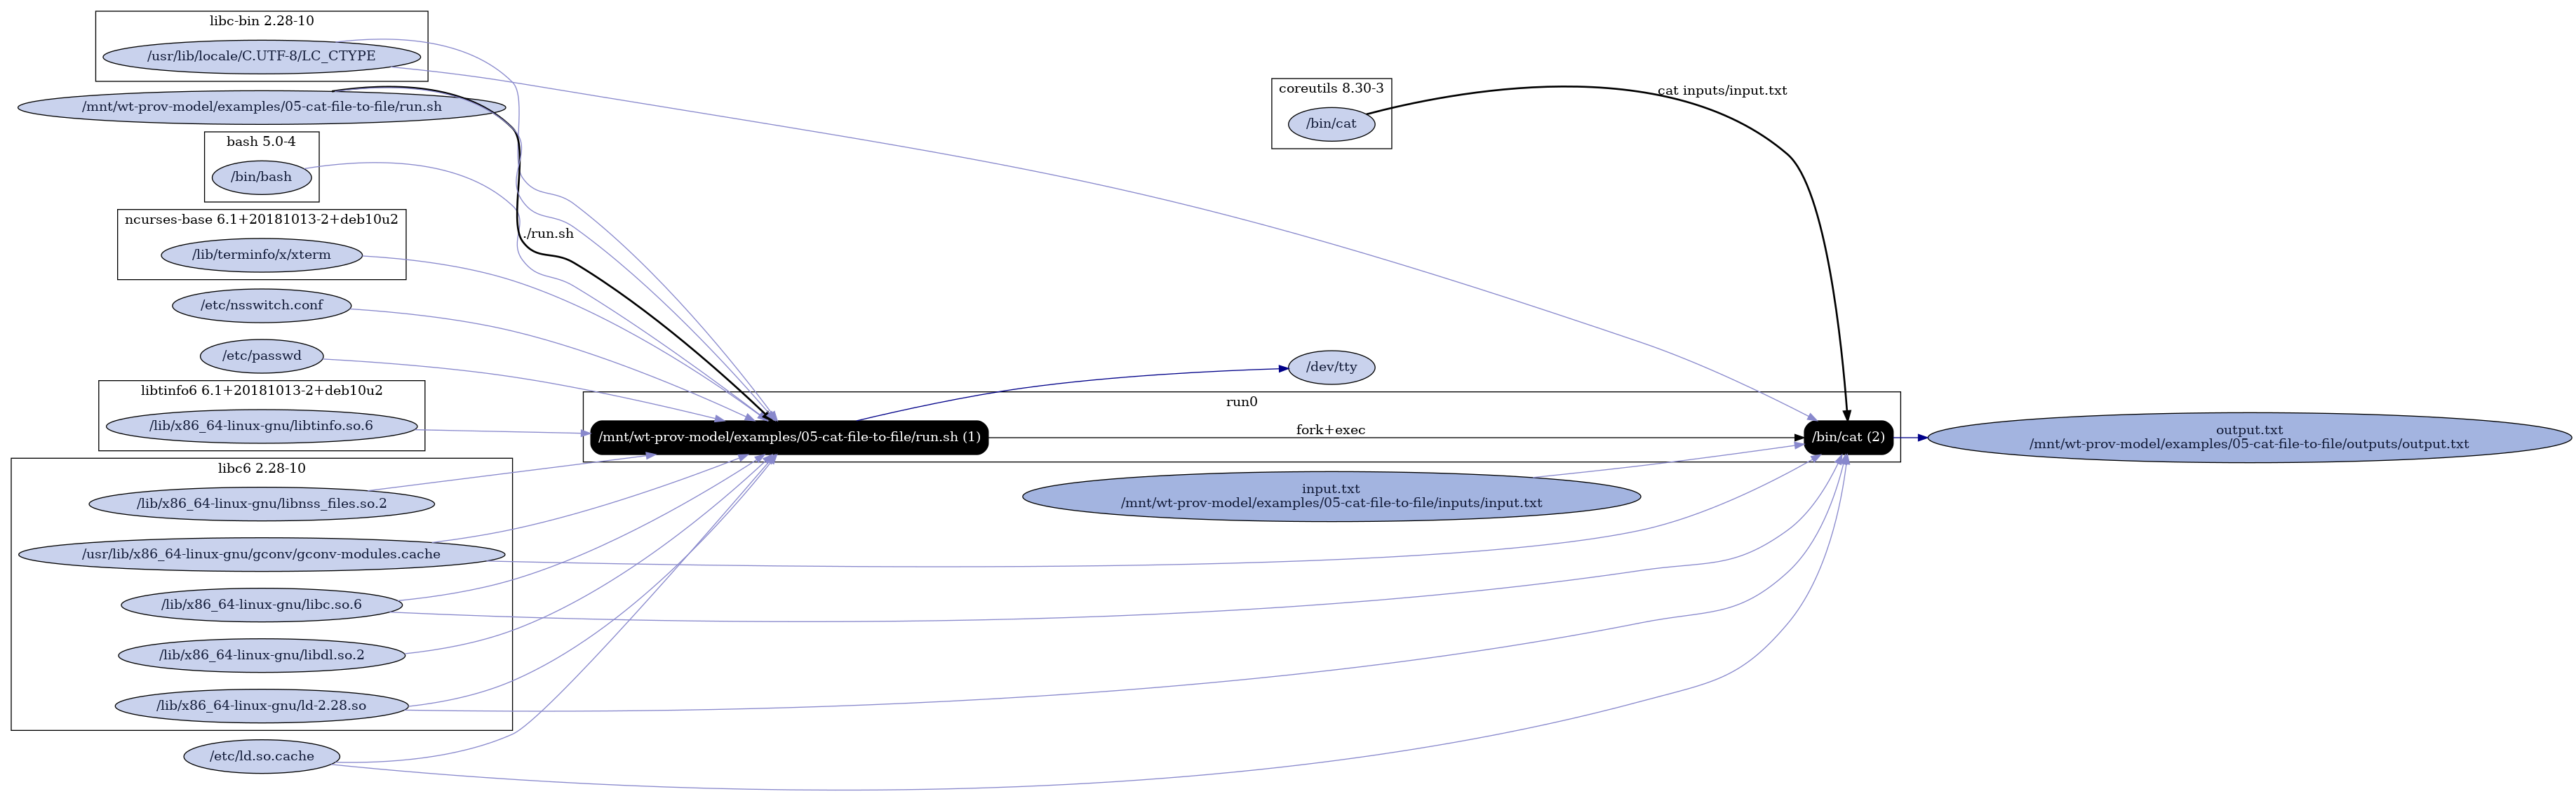 libc-bin 2.28-10
/usr/lib/locale/C.UTF-8/LC_CTYPE
/mnt/wt-prov-model/examples/05-cat-file-to-file/run.sh
bash 5.0-4
/bin/bash
ncurses-base 6.1+20181013-2+deb10u2
/lib/terminfo/x/xterm
/etc/nsswitch.conf
/etc/passwd
libtinfo6 6.1+20181013-2+deb10u2
/lib/x86_64-linux-gnu/libtinfo.so.6
libc6 2.28-10
/lib/x86_64-linux-gnu/libnss_files.so.2
/usr/lib/x86_64-linux-gnu/gconv/gconv-modules.cache
/lib/x86_64-linux-gnu/libc.so.6
/lib/x86_64-linux-gnu/libdl.so.2
/lib/x86_64-linux-gnu/ld-2.28.so
/etc/ld.so.cache
./run.sh
coreutils 8.30-3
/bin/cat
cat inputs/input.txt
/dev/tty
run0
/mnt/wt-prov-model/examples/05-cat-file-to-file/run.sh (1)
fork+exec
/bin/cat (2)
input.txt
/mnt/wt-prov-model/examples/05-cat-file-to-file/inputs/input.txt
output.txt
/mnt/wt-prov-model/examples/05-cat-file-to-file/outputs/output.txt